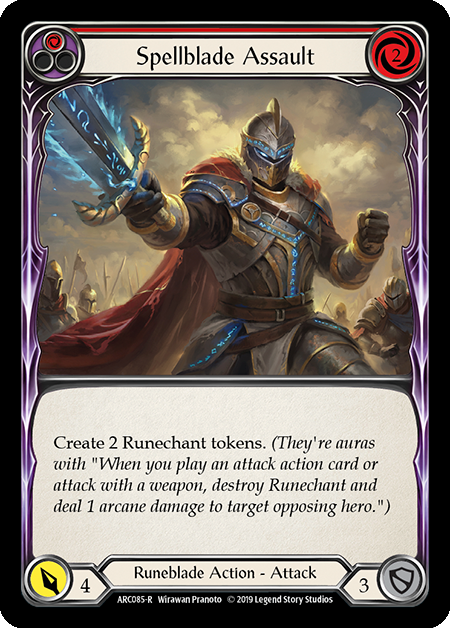 Spellblade Assault
2
Create 2 Runechant tokens. (They're auras
with "When you play an attack action card or
attack with a weapon, destroy Runechant and
deal 1 arcane damage to target opposing hero.")
4
Runeblade Action - Attack
3
ARC085-R Wirawan Pranoto © 2019 Legend Story Studios